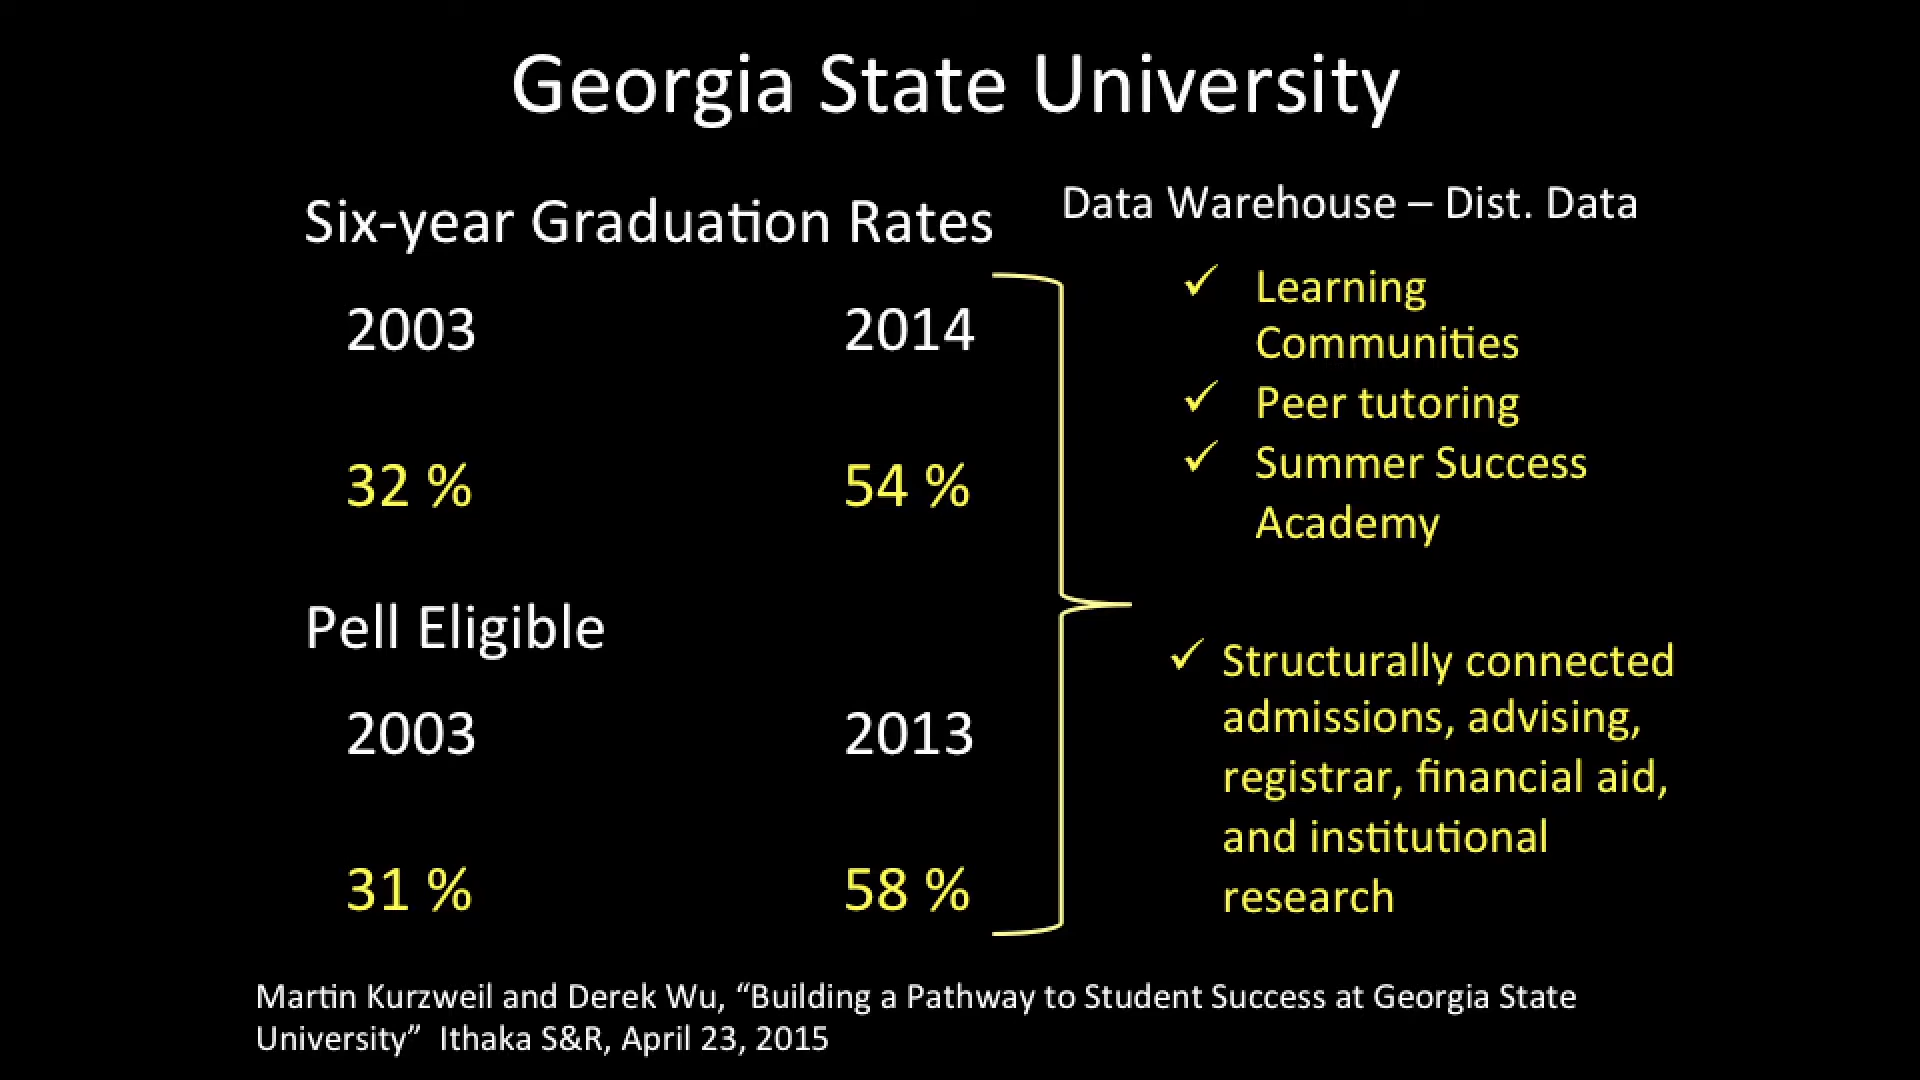 Georgia State University
Six-year Graduation Rates
2003 2014
32 % 54 %
Pell Eligible
2003 2013
31 % 58 %
Data Warehouse – Dist. Data
✓ Learning
Communities
✓ Peer tutoring
✓ Summer Success
Academy
✓ Structurally connected
admissions, advising,
registrar, financial aid,
and institutional
research
Martin Kurzweil and Derek Wu, “Building a Pathway to Student Success at Georgia State
University” Ithaka S&R, April 23, 2015